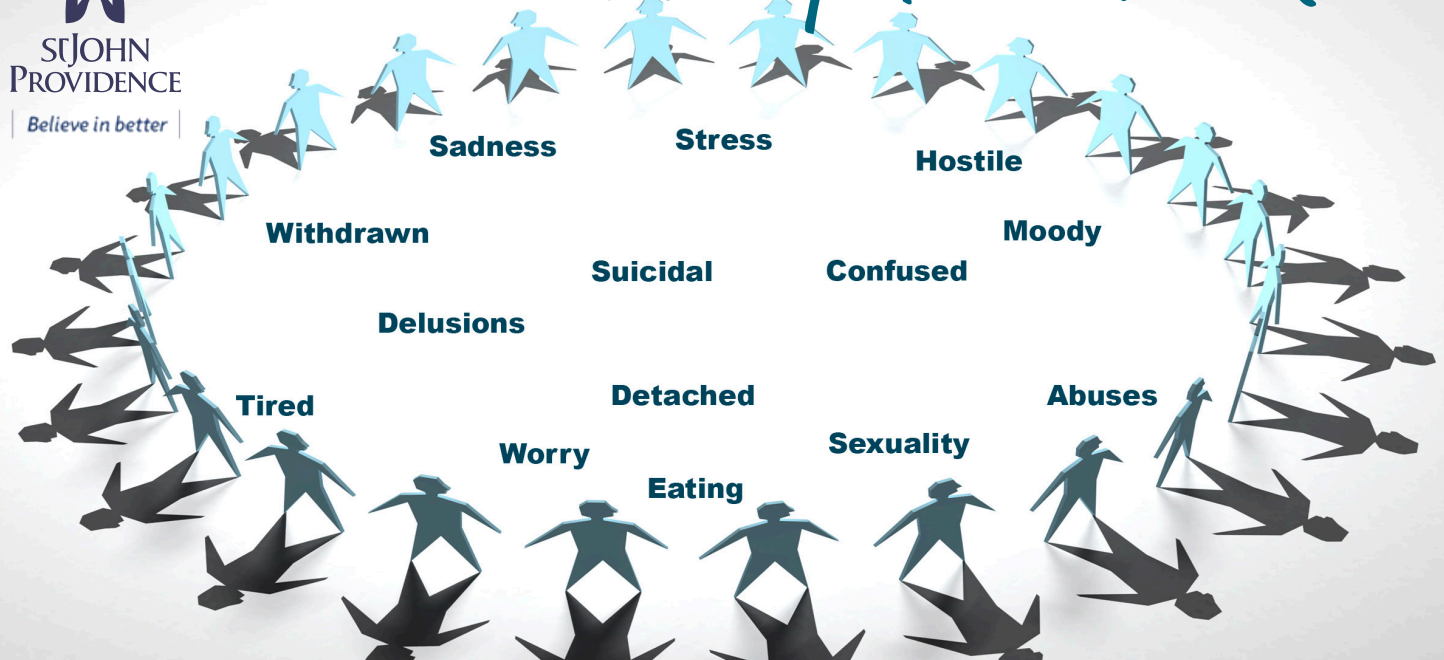 ST JOHN
PROVIDENCE
Believe in better
Sadness
Stress
Hostile
Withdrawn
Moody
Suicidal
Confused
Delusions
Tired
Detached
Abuses
Worry
Sexuality
Eating